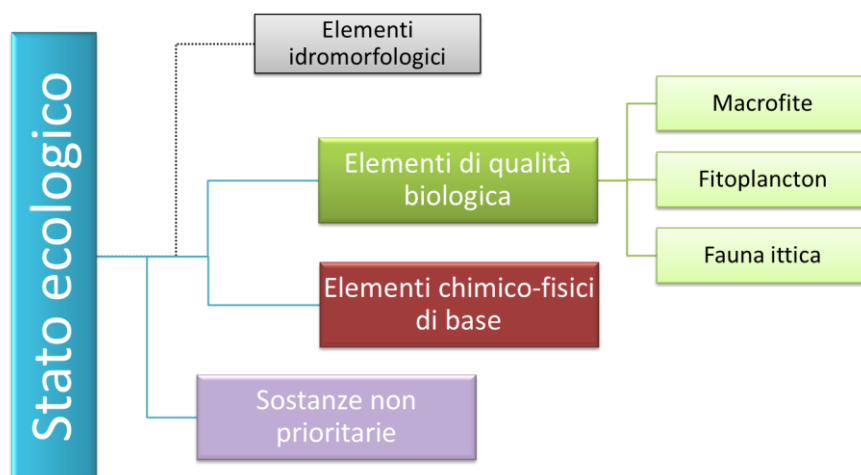 Stato ecologico
Elementi
idromorfologici
Elementi di qualità
biologica
Macrofite
Fitoplancton
Fauna ittica
Elementi chimico-fisici
di base
Sostanze non
prioritarie